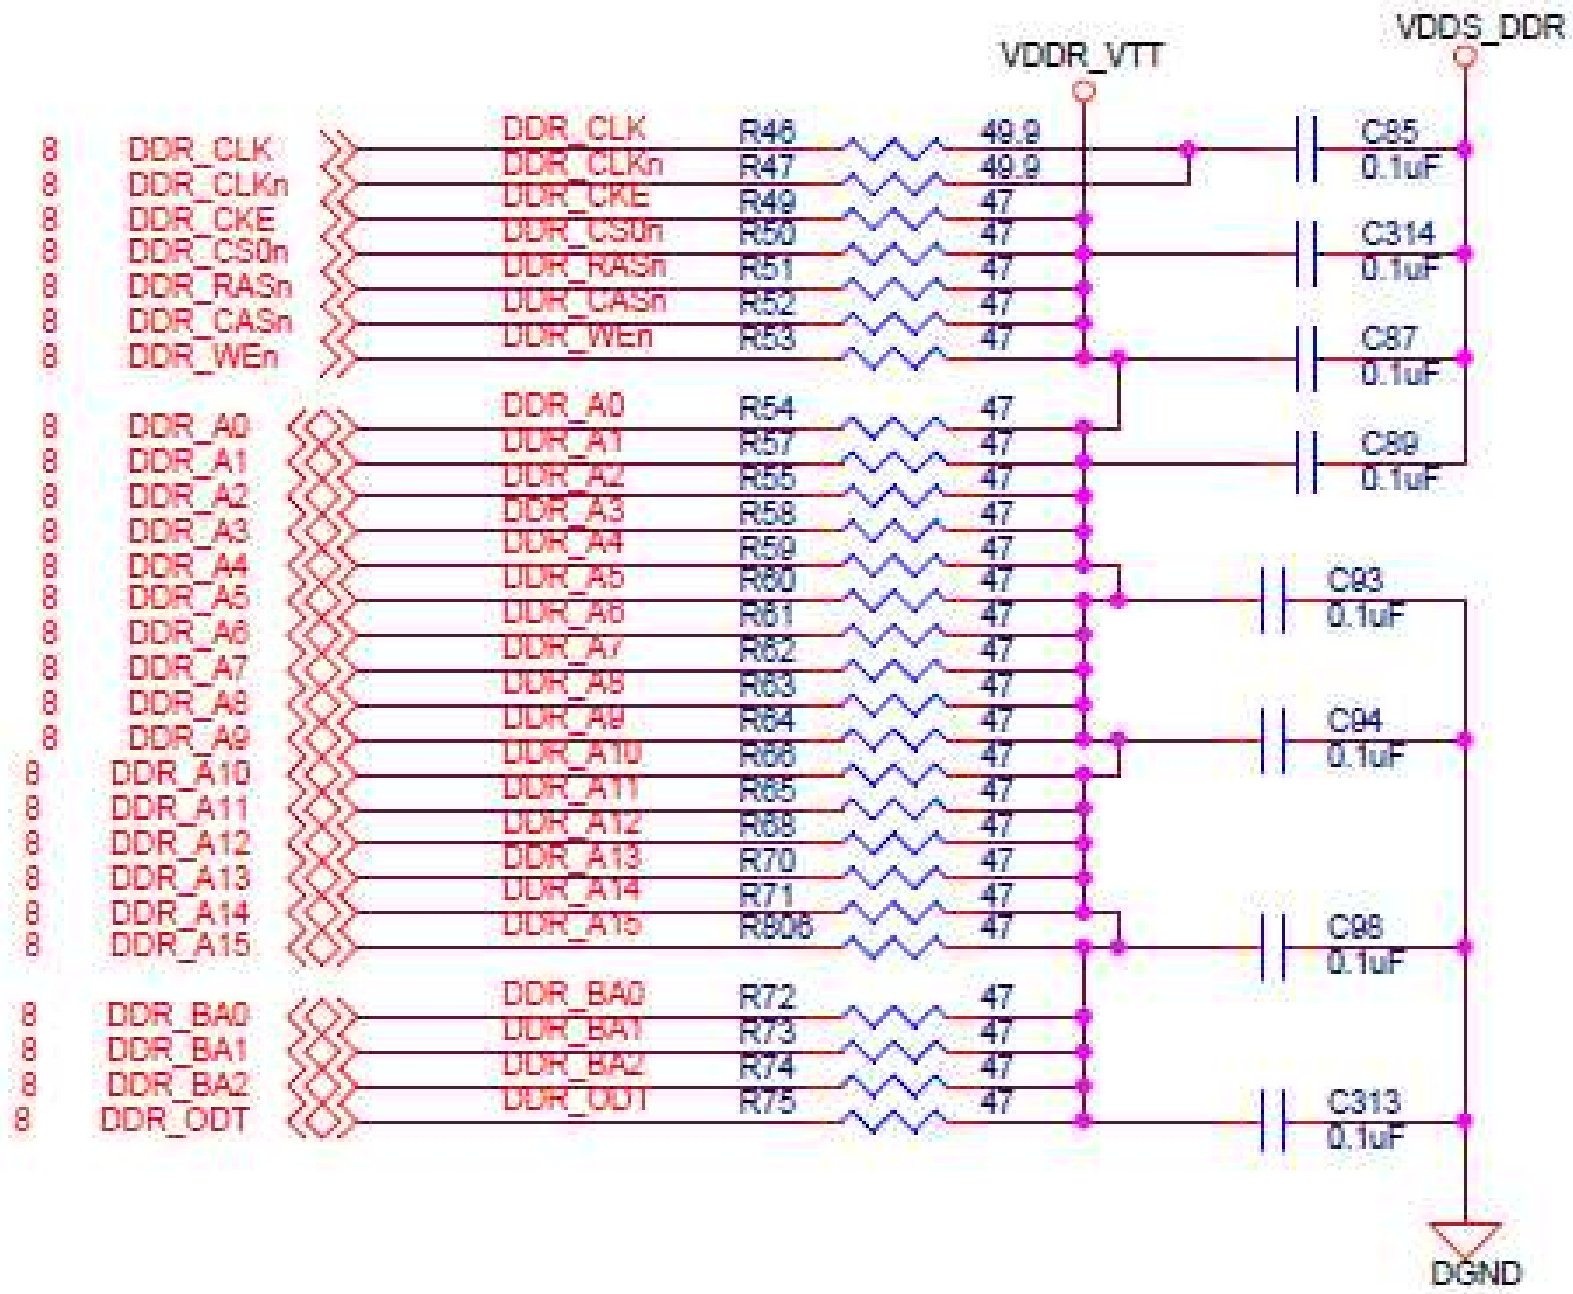 VDDS_DDR
VDDR_VTT
8 DDR_CLK DDR_CLK R46 49.9 C85 0.1uF
8 DDR_CLKn DDR_CLKn R47 49.9
8 DDR_CKE DDR_CKE R49 47
8 DDR_CS0n DDR_CS0n R50 47 C314 0.1uF
8 DDR_RASn DDR_RASn R51 47
8 DDR_CASn DDR_CASn R52 47
8 DDR_WEn DDR_WEn R53 47 C87 0.1uF
8 DDR_A0 DDR_A0 R54 47
8 DDR_A1 DDR_A1 R57 47 C89 0.1uF
8 DDR_A2 DDR_A2 R55 47
8 DDR_A3 DDR_A3 R58 47
8 DDR_A4 DDR_A4 R59 47
8 DDR_A5 DDR_A5 R60 47 C93 0.1uF
8 DDR_A6 DDR_A6 R61 47
8 DDR_A7 DDR_A7 R62 47
8 DDR_A8 DDR_A8 R63 47
8 DDR_A9 DDR_A9 R64 47 C94 0.1uF
8 DDR_A10 DDR_A10 R66 47
8 DDR_A11 DDR_A11 R65 47
8 DDR_A12 DDR_A12 R68 47
8 DDR_A13 DDR_A13 R70 47
8 DDR_A14 DDR_A14 R71 47
8 DDR_A15 DDR_A15 R806 47 C98 0.1uF
8 DDR_BA0 DDR_BA0 R72 47
8 DDR_BA1 DDR_BA1 R73 47
8 DDR_BA2 DDR_BA2 R74 47
8 DDR_ODT DDR_ODT R75 47 C313 0.1uF
DGND